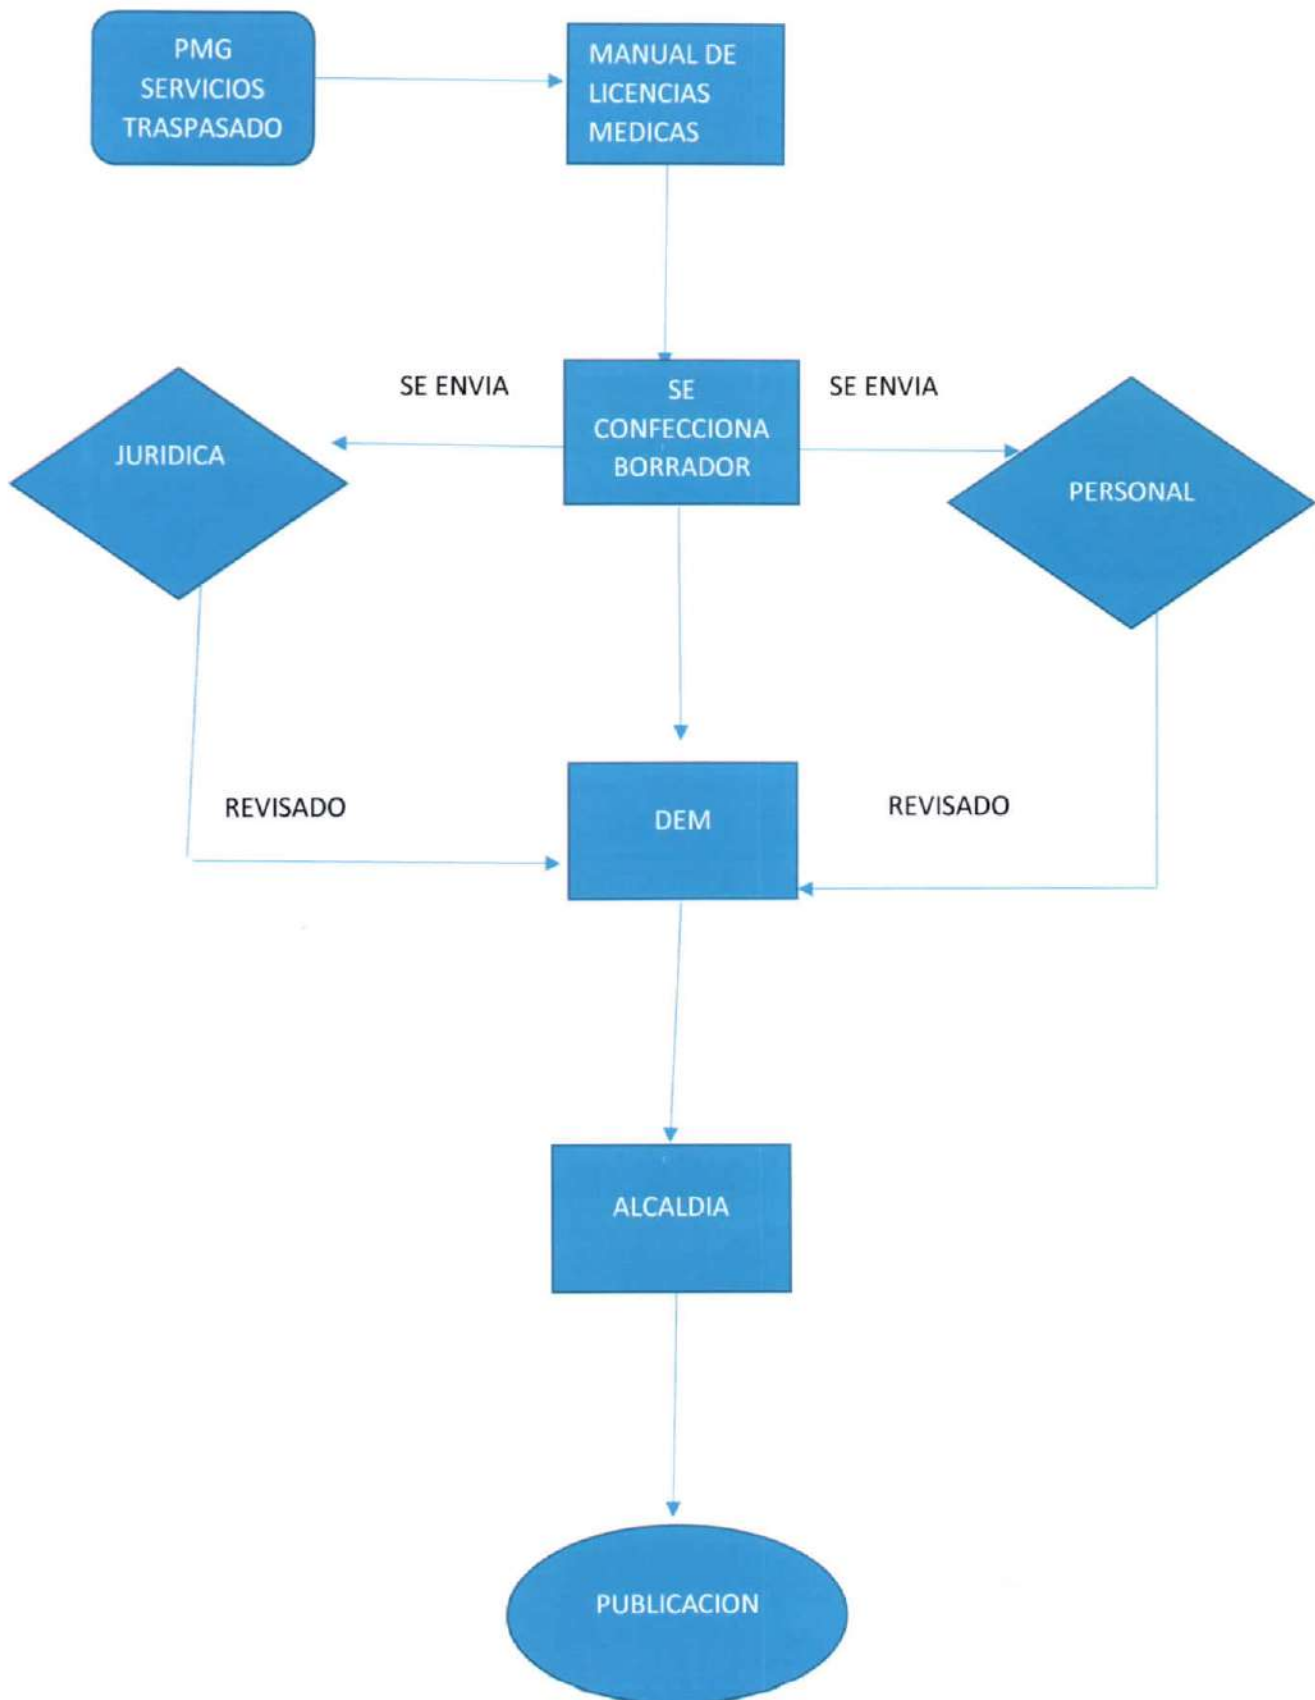 PMG
SERVICIOS
TRASPASADO
MANUAL DE
LICENCIAS
MEDICAS
SE ENVIA
SE
CONFECCIONA
BORRADOR
SE ENVIA
JURIDICA
PERSONAL
REVISADO
DEM
REVISADO
ALCALDIA
PUBLICACION